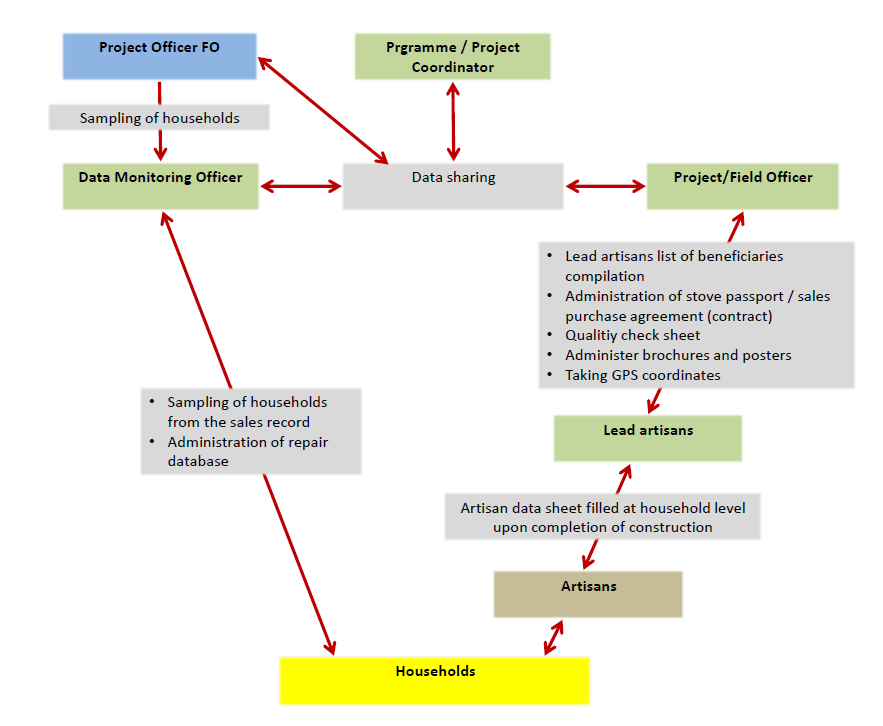 Project Officer FO
Prgramme / Project
Coordinator
Sampling of households
Data Monitoring Officer
Data sharing
Project/Field Officer
• Lead artisans list of beneficiaries
compilation
• Administration of stove passport / sales
purchase agreement (contract)
• Qualitiy check sheet
• Administer brochures and posters
• Taking GPS coordinates
• Sampling of households
from the sales record
• Administration of repair
database
Lead artisans
Artisan data sheet filled at household level
upon completion of construction
Artisans
Households